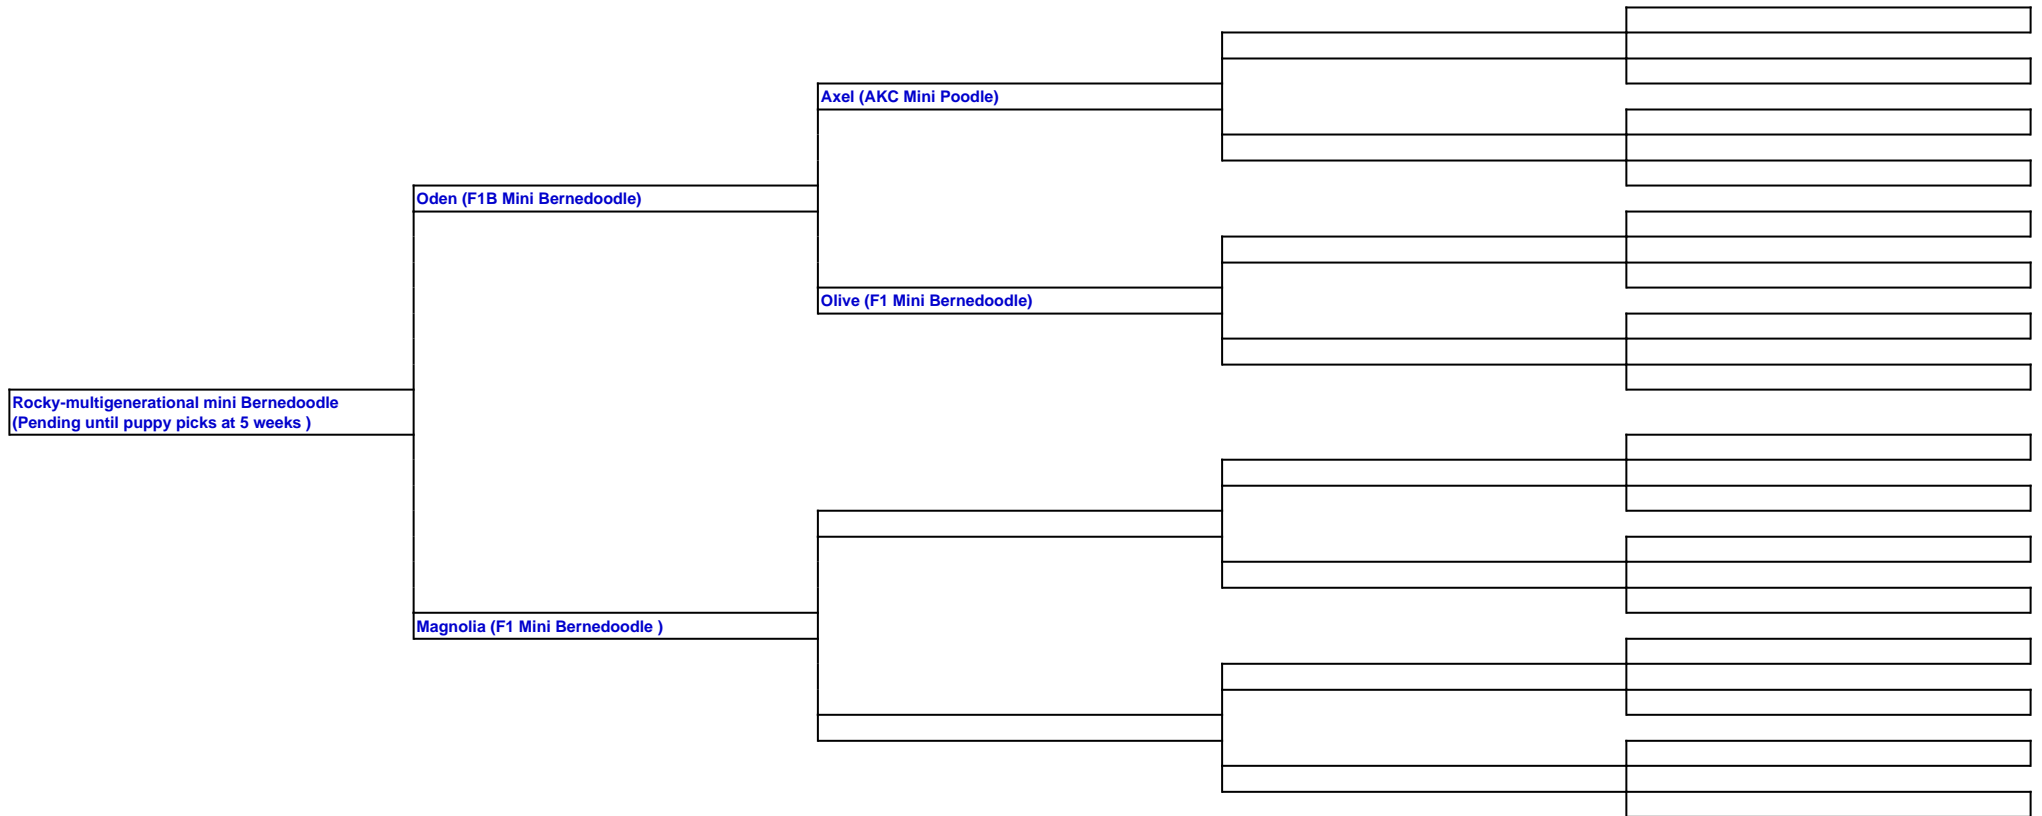 Axel (AKC Mini Poodle)
Oden (F1B Mini Bernedoodle)
Olive (F1 Mini Bernedoodle)
Rocky-multigenerational mini Bernedoodle
(Pending until puppy picks at 5 weeks )
Magnolia (F1 Mini Bernedoodle )